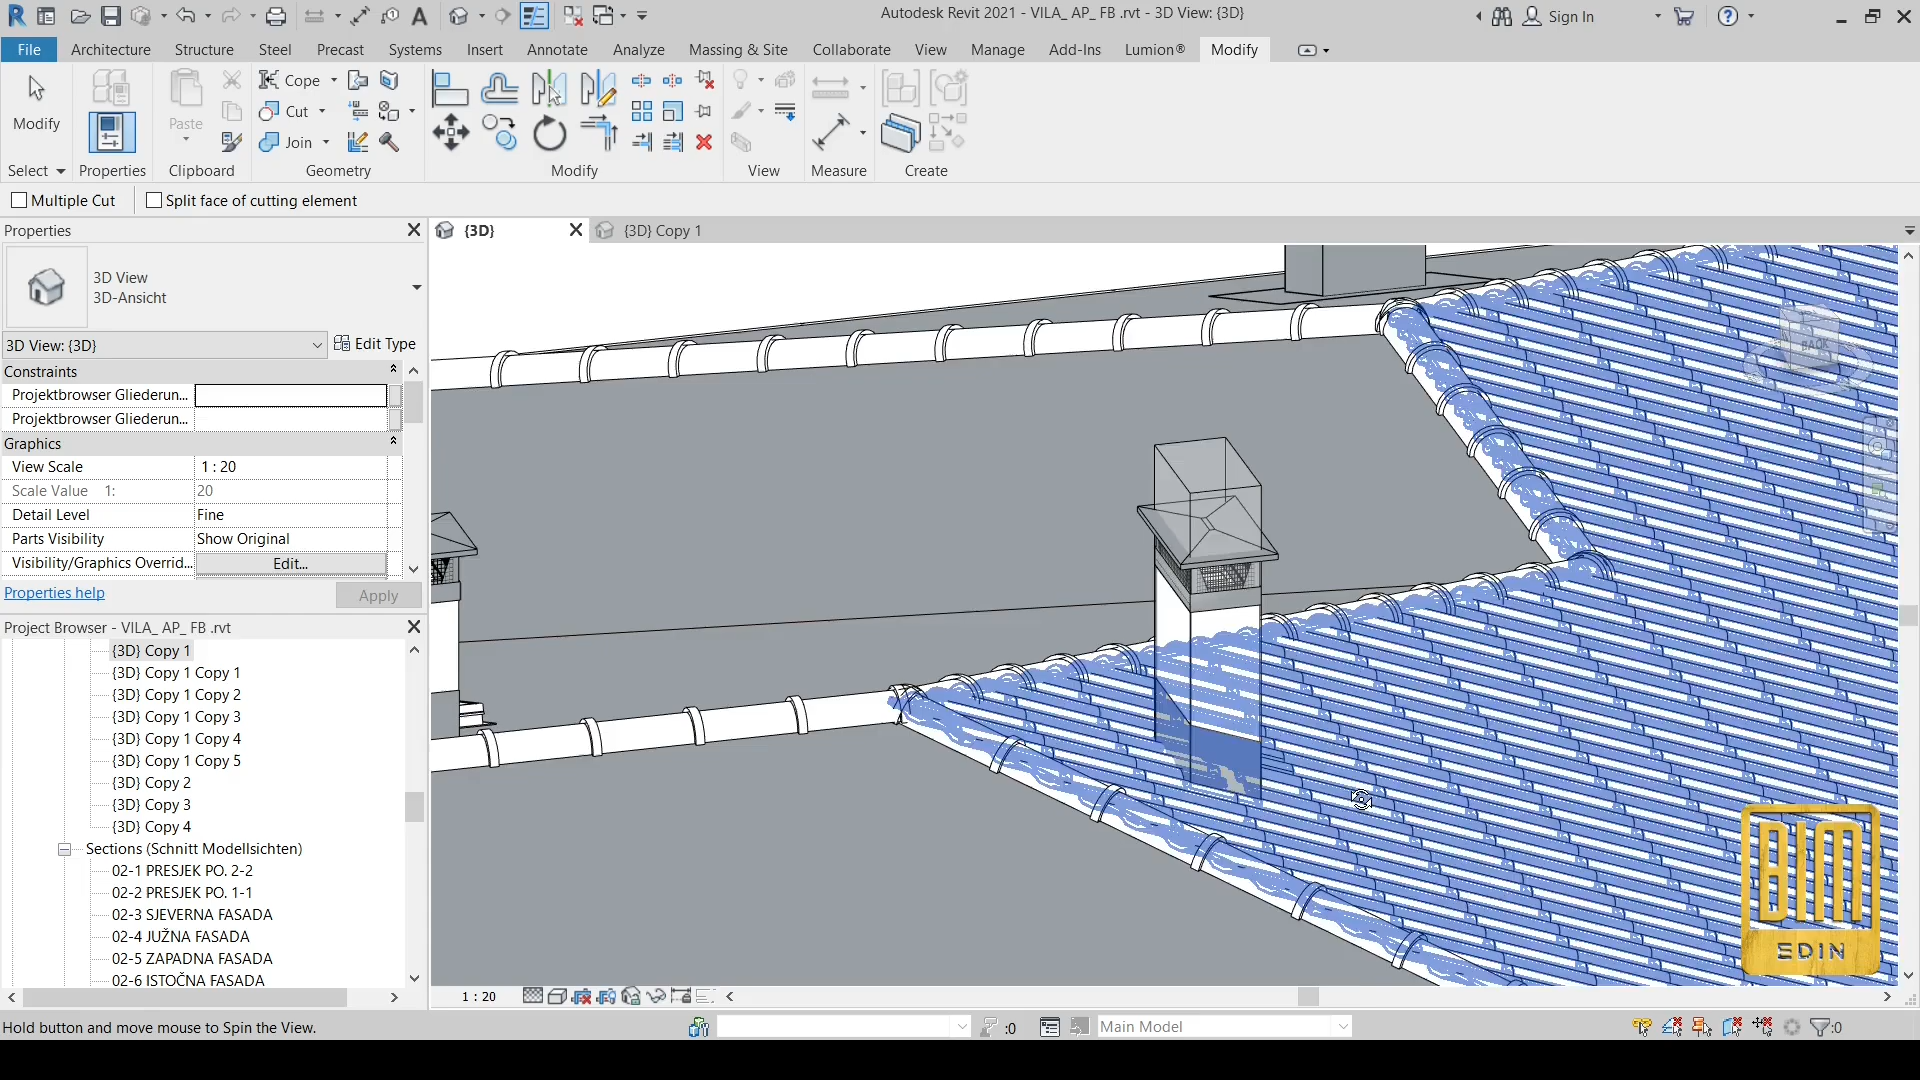 Autodesk Revit 2021 - VILA_ AP_ FB .rvt - 3D View: {3D}
Sign In
File Architecture Structure Steel Precast Systems Insert Annotate Analyze Massing & Site Collaborate View Manage Add-Ins Lumion® Modify
Modify
Paste
Cope
Cut
Join
Select Properties Clipboard Geometry Modify View Measure Create
Multiple Cut Split face of cutting element
Properties
{3D} {3D} Copy 1
3D View
3D-Ansicht
3D View: {3D} Edit Type
Constraints
Projektbrowser Gliederun...
Projektbrowser Gliederun...
Graphics
View Scale 1 : 20
Scale Value 1: 20
Detail Level Fine
Parts Visibility Show Original
Visibility/Graphics Overrid... Edit...
Properties help Apply
Project Browser - VILA_ AP_ FB .rvt
{3D} Copy 1
{3D} Copy 1 Copy 1
{3D} Copy 1 Copy 2
{3D} Copy 1 Copy 3
{3D} Copy 1 Copy 4
{3D} Copy 1 Copy 5
{3D} Copy 2
{3D} Copy 3
{3D} Copy 4
Sections (Schnitt Modellsichten)
02-1 PRESJEK PO. 2-2
02-2 PRESJEK PO. 1-1
02-3 SJEVERNA FASADA
02-4 JUŽNA FASADA
02-5 ZAPADNA FASADA
02-6 ISTOČNA FASADA
BACK
BIM
EDIN
1 : 20
Hold button and move mouse to Spin the View.
:0
Main Model
:0